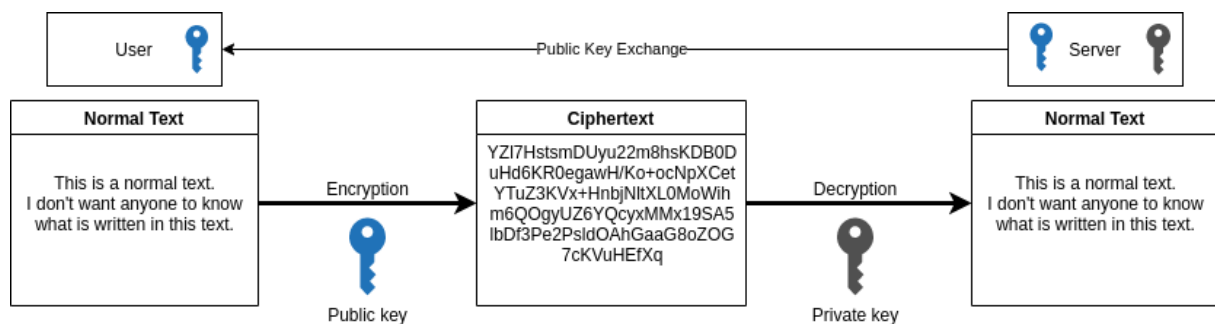 User
Public Key Exchange
Server
Normal Text
This is a normal text.
I don't want anyone to know
what is written in this text.
Encryption
Public key
Ciphertext
YZI7HstsmDUyu22m8hsKDB0D
uHd6KR0egawH/Ko+ocNpXCet
YTuZ3KVx+HnbjNltXL0MoWih
m6QOgyUZ6YQcyxMMx19SA5
IbDf3Pe2PsldOAhGaaG8oZOG
7cKVuHEfXq
Decryption
Private key
Normal Text
This is a normal text.
I don't want anyone to know
what is written in this text.